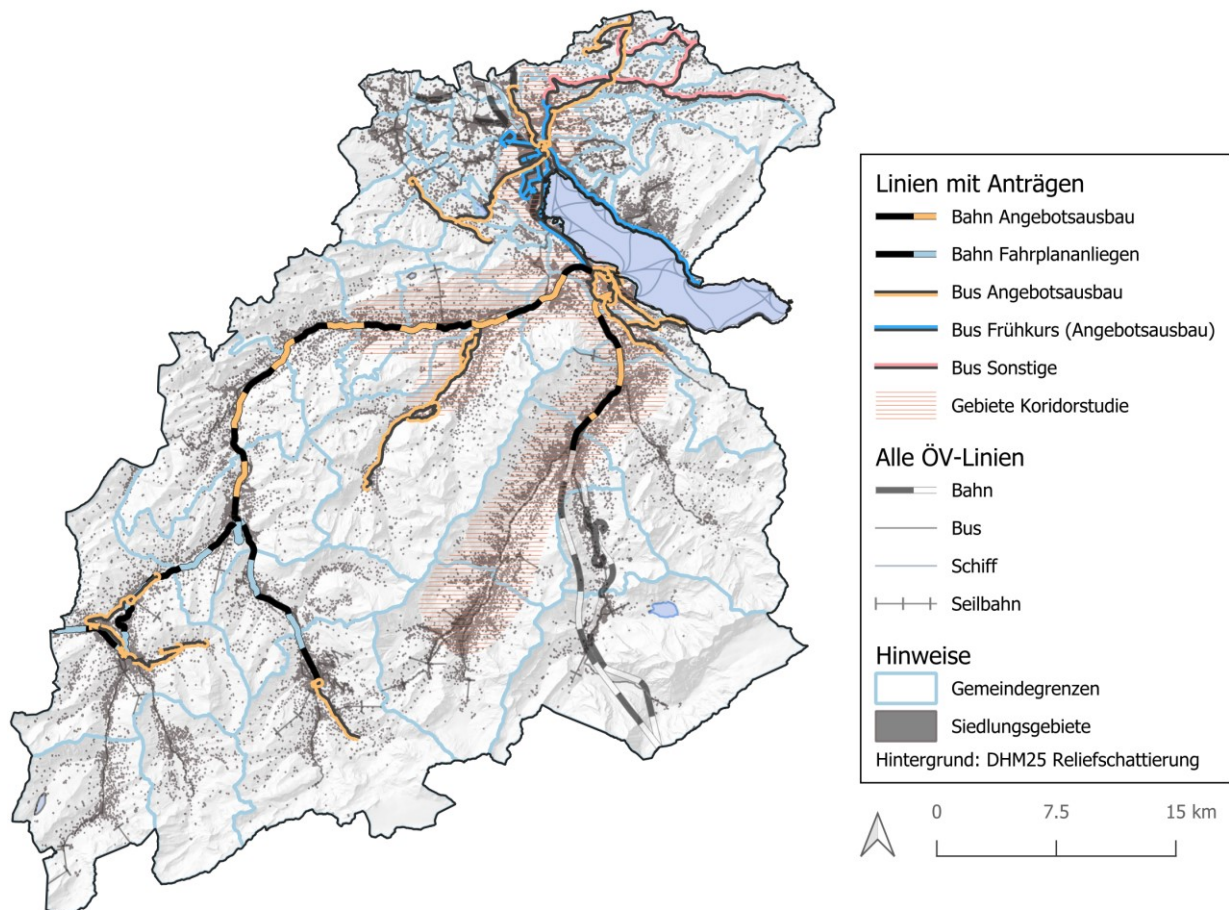 Linien mit Anträgen
Bahn Angebotsausbau
Bahn Fahrplananliegen
Bus Angebotsausbau
Bus Frühkurs (Angebotsausbau)
Bus Sonstige
Gebiete Koridorstudie
Alle ÖV-Linien
Bahn
Bus
Schiff
Seilbahn
Hinweise
Gemeindegrenzen
Siedlungsgebiete
Hintergrund: DHM25 Reliefschattierung
0 7.5 15 km